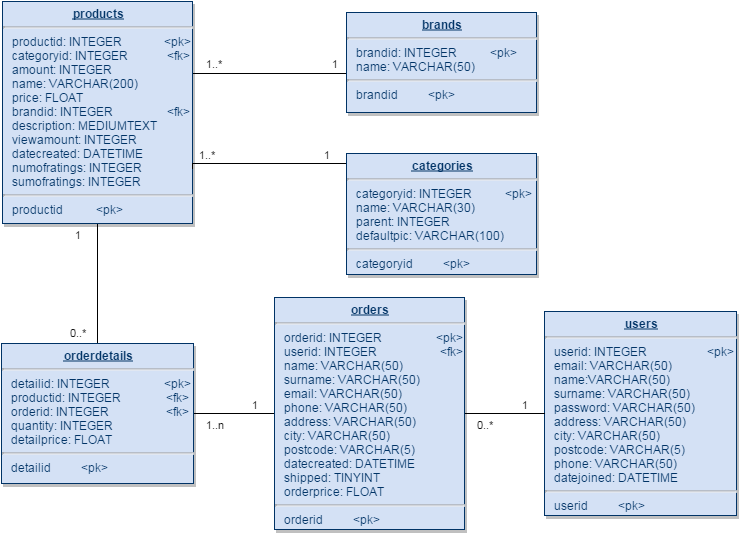 products
productid: INTEGER <pk>
categoryid: INTEGER <fk>
amount: INTEGER
name: VARCHAR(200)
price: FLOAT
brandid: INTEGER <fk>
description: MEDIUMTEXT
viewamount: INTEGER
datecreated: DATETIME
numofratings: INTEGER
sumofratings: INTEGER
productid <pk>
1..* 1
brands
brandid: INTEGER <pk>
name: VARCHAR(50)
brandid <pk>
1..* 1
categories
categoryid: INTEGER <pk>
name: VARCHAR(30)
parent: INTEGER
defaultpic: VARCHAR(100)
categoryid <pk>
1
0..*
orderdetails
detailid: INTEGER <pk>
productid: INTEGER <fk>
orderid: INTEGER <fk>
quantity: INTEGER
detailprice: FLOAT
detailid <pk>
1
1..n
orders
orderid: INTEGER <pk>
userid: INTEGER <fk>
name: VARCHAR(50)
surname: VARCHAR(50)
email: VARCHAR(50)
phone: VARCHAR(50)
address: VARCHAR(50)
city: VARCHAR(50)
postcode: VARCHAR(5)
datecreated: DATETIME
shipped: TINYINT
orderprice: FLOAT
orderid <pk>
1
0..*
users
userid: INTEGER <pk>
email: VARCHAR(50)
name:VARCHAR(50)
surname: VARCHAR(50)
password: VARCHAR(50)
address: VARCHAR(50)
city: VARCHAR(50)
postcode: VARCHAR(5)
phone: VARCHAR(50)
datejoined: DATETIME
userid <pk>